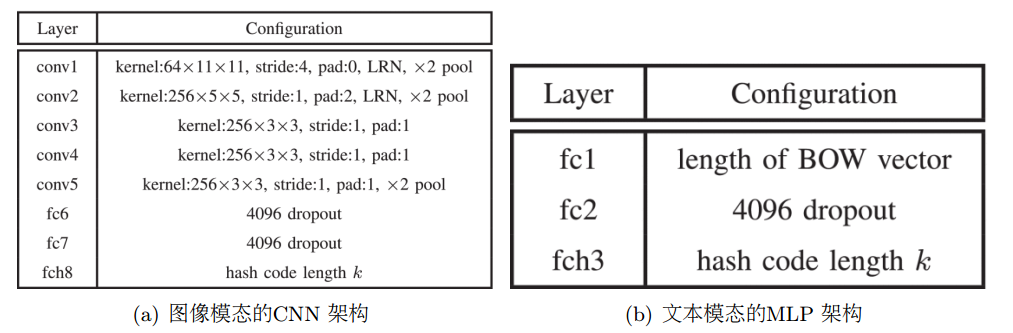 Layer Configuration
conv1 kernel:64×11×11, stride:4, pad:0, LRN, ×2 pool
conv2 kernel:256×5×5, stride:1, pad:2, LRN, ×2 pool
conv3 kernel:256×3×3, stride:1, pad:1
conv4 kernel:256×3×3, stride:1, pad:1
conv5 kernel:256×3×3, stride:1, pad:1, ×2 pool
fc6 4096 dropout
fc7 4096 dropout
fch8 hash code length k
(a) 图像模态的CNN 架构
Layer Configuration
fc1 length of BOW vector
fc2 4096 dropout
fch3 hash code length k
(b) 文本模态的MLP 架构